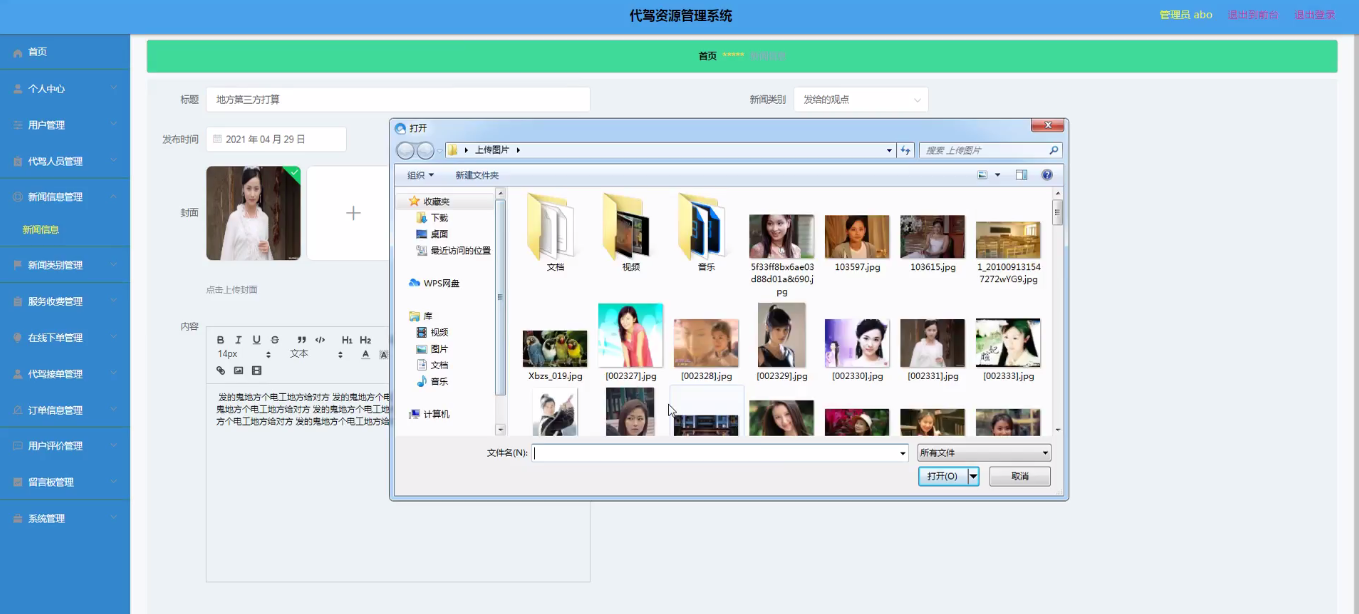 代驾资源管理系统
管理员 abo 退出到前台 退出登录
首页
个人中心
用户管理
代驾人员管理
新闻信息管理
新闻信息
新闻类别管理
服务收费管理
在线下单管理
代驾接单管理
订单信息管理
用户评价管理
留言板管理
系统管理
首页 *****
标题 地方第三方打算
新闻类别 发给的观点
发布时间 2021 年 04 月 29 日
封面
点击上传封面
内容
B I U S ” </> H1 H2
14px 文本 A A
发的鬼地方个电工地方给对方 发的鬼地方个电
鬼地方个电工地方给对方 发的鬼地方个电工地
方个电工地方给对方 发的鬼地方个电工地方给
打开
上传图片
搜索 上传图片
组织 新建文件夹
收藏夹
下载
桌面
最近访问的位置
WPS网盘
库
视频
图片
文档
音乐
计算机
文档 视频 音乐 5f33ff8bx6ae03d88d01a&690.jpg 103597.jpg 103615.jpg 1_201009131547272wYG9.jpg
Xbzs_019.jpg [002327].jpg [002328].jpg [002329].jpg [002330].jpg [002331].jpg [002333].jpg
文件名(N): 所有文件
打开(O) 取消